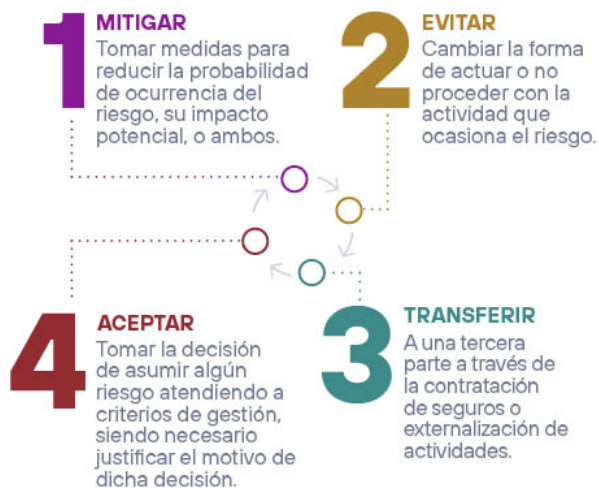 1
MITIGAR
Tomar medidas para
reducir la probabilidad
de ocurrencia del
riesgo, su impacto
potencial, o ambos.
2
EVITAR
Cambiar la forma
de actuar o no
proceder con la
actividad que
ocasiona el riesgo.
3
TRANSFERIR
A una tercera
parte a través de
la contratación
de seguros o
externalización de
actividades.
4
ACEPTAR
Tomar la decisión
de asumir algún
riesgo atendiendo a
criterios de gestión,
siendo necesario
justificar el motivo de
dicha decisión.